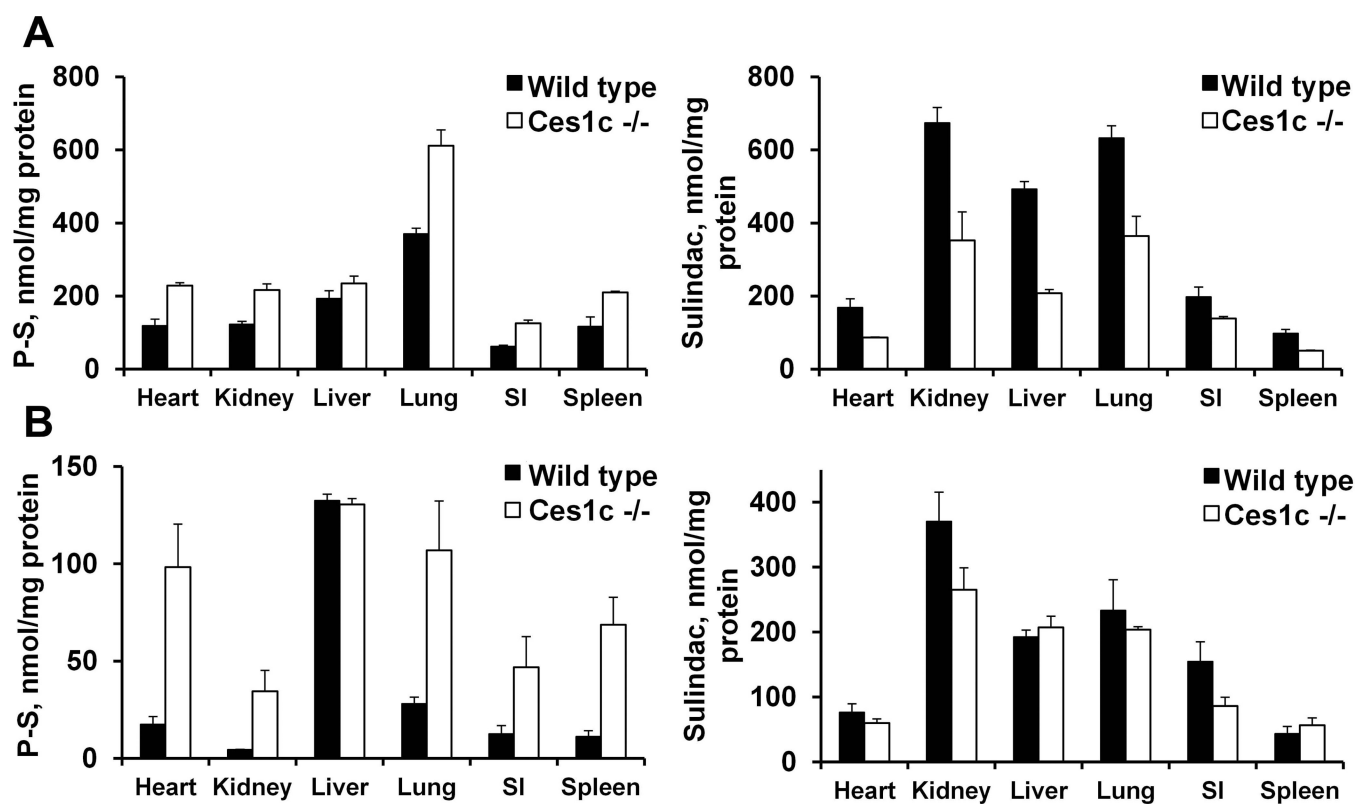 A
P-S, nmol/mg protein
800
600
400
200
0
Wild type
Ces1c -/-
Heart Kidney Liver Lung SI Spleen
Sulindac, nmol/mg
protein
800
600
400
200
0
Wild type
Ces1c -/-
Heart Kidney Liver Lung SI Spleen
B
P-S, nmol/mg protein
150
100
50
0
Wild type
Ces1c -/-
Heart Kidney Liver Lung SI Spleen
Sulindac, nmol/mg
protein
400
300
200
100
0
Wild type
Ces1c -/-
Heart Kidney Liver Lung SI Spleen